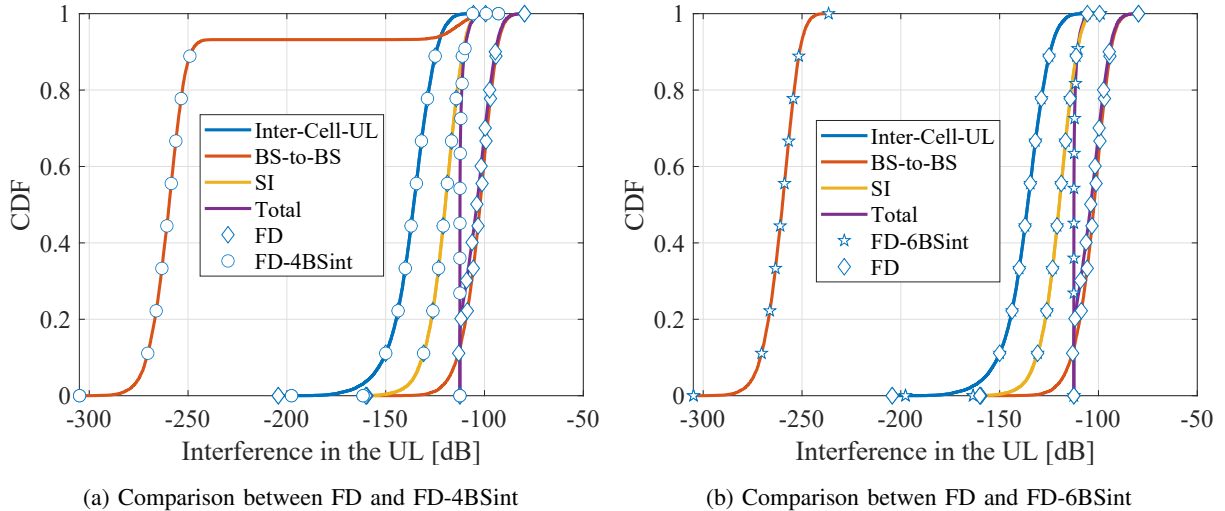 1
0.8
0.6
0.4
0.2
0
CDF
Inter-Cell-UL
BS-to-BS
SI
Total
FD
FD-4BSint
-300
-250
-200
-150
-100
-50
Interference in the UL [dB]
(a) Comparison between FD and FD-4BSint
1
0.8
0.6
0.4
0.2
0
CDF
Inter-Cell-UL
BS-to-BS
SI
Total
FD-6BSint
FD
-300
-250
-200
-150
-100
-50
Interference in the UL [dB]
(b) Comparison betwen FD and FD-6BSint